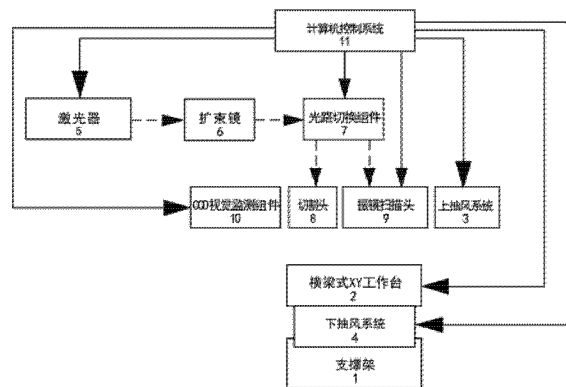 计算机控制系统
11
激光器
5
扩束镜
6
光路切换组件
7
CCD视觉监测组件
10
切割头
8
振镜扫描头
9
上抽风系统
3
横梁式XY工作台
2
下抽风系统
4
支撑架
1